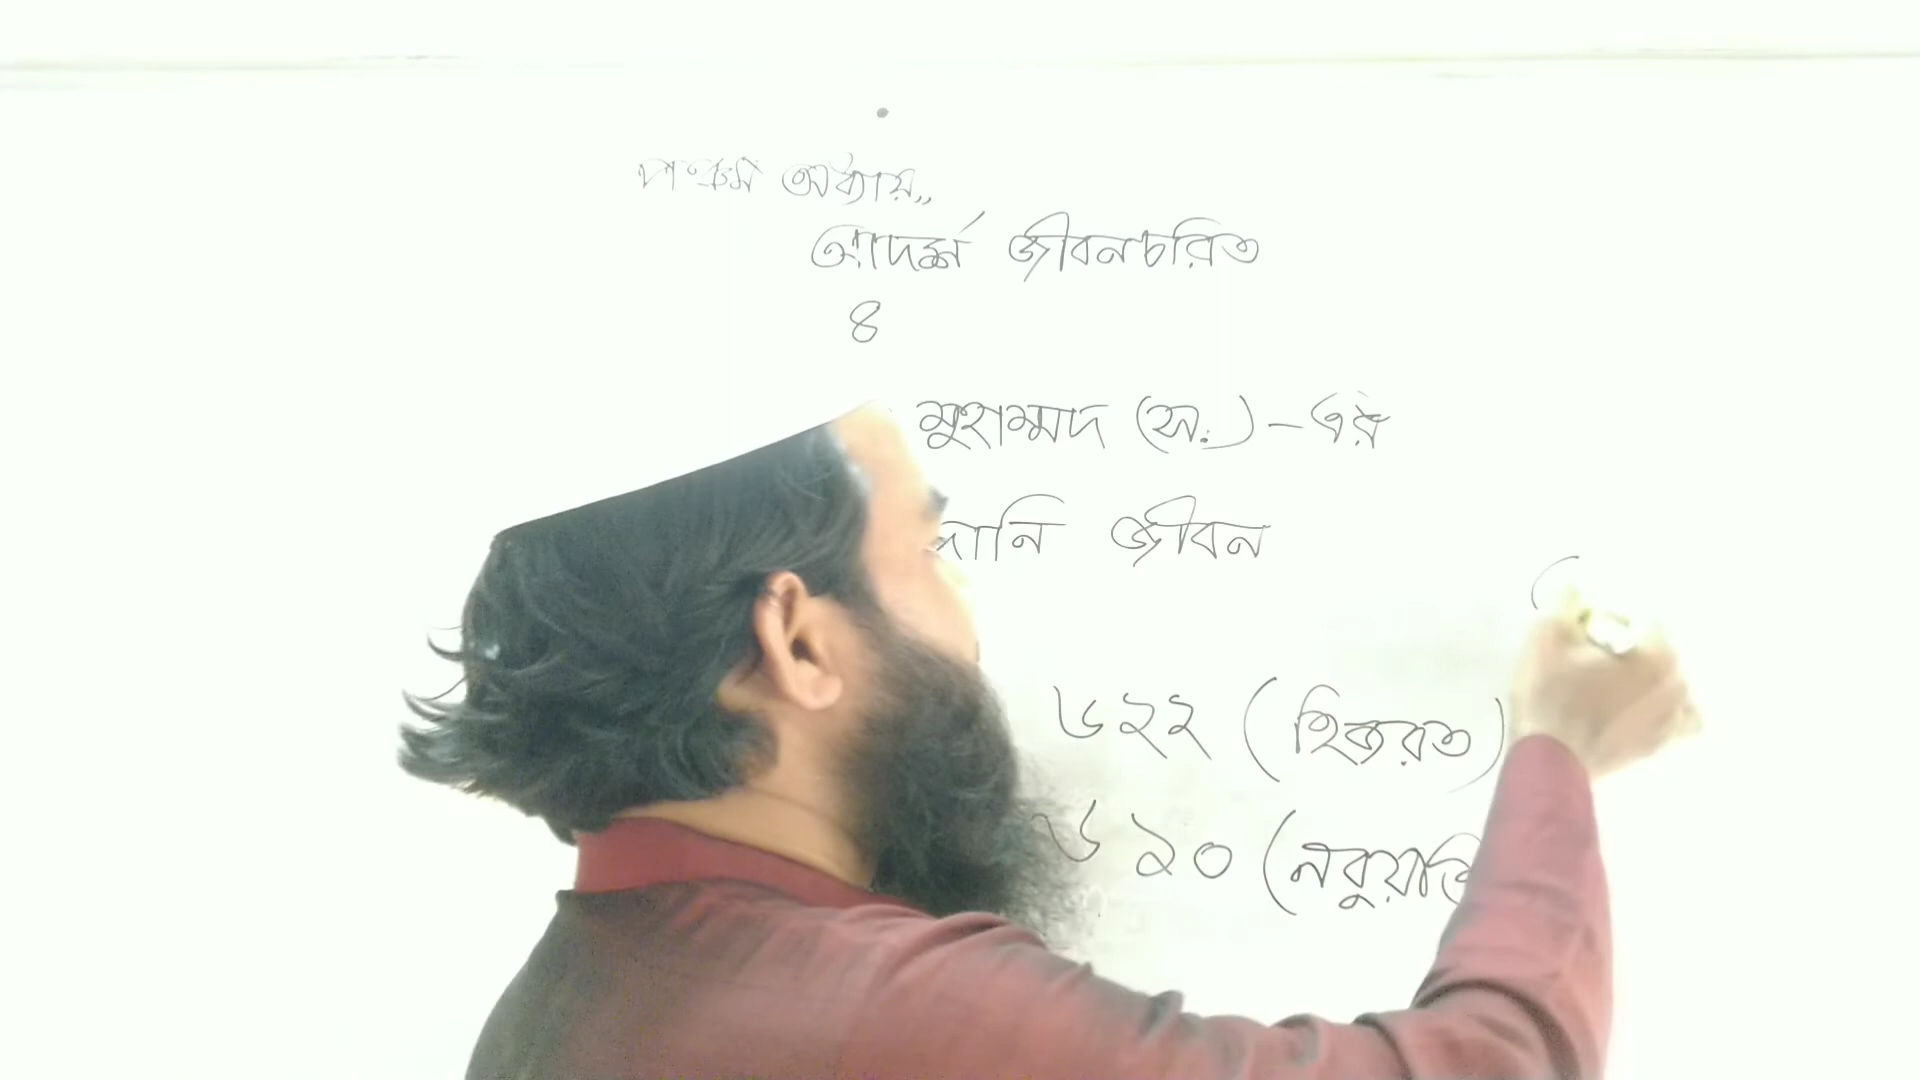 পঞ্চম অধ্যায়,,
আদর্শ জীবনচরিত
৪
মুহাম্মাদ (স.) - এর
দানি জীবন
৬২২ (হিজরত)
৬১০ (নবুয়তি